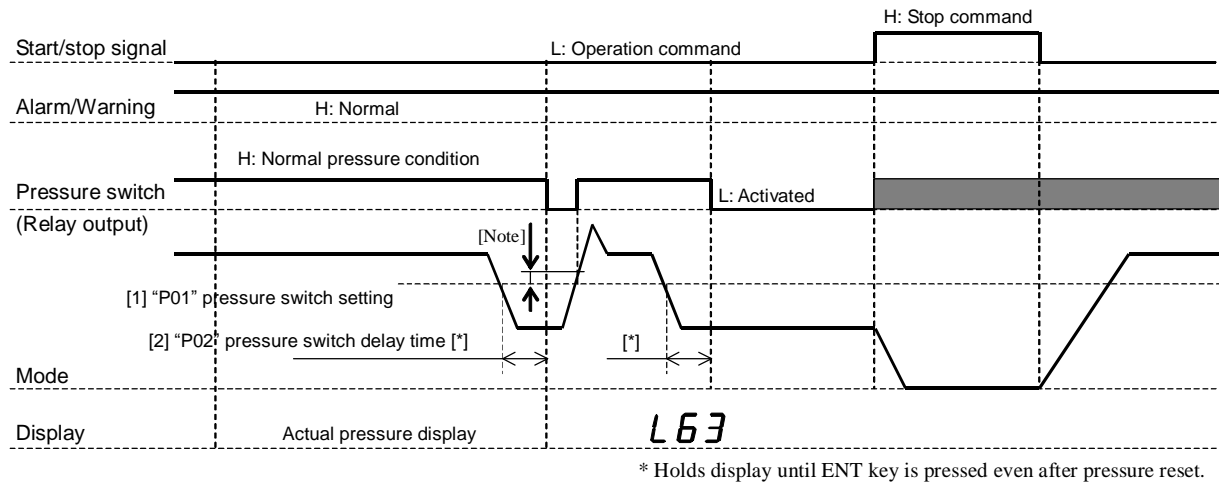 H: Stop command
Start/stop signal
L: Operation command
Alarm/Warning
H: Normal
H: Normal pressure condition
Pressure switch
(Relay output)
L: Activated
[Note]
[1] “P01” pressure switch setting
[2] “P02” pressure switch delay time [*]
[*]
Mode
Display
Actual pressure display
L63
* Holds display until ENT key is pressed even after pressure reset.